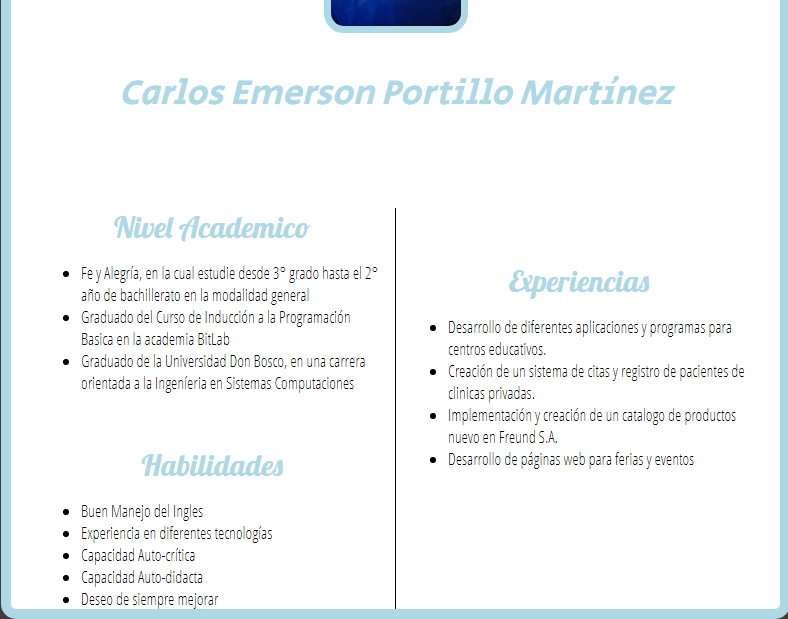 Carlos Emerson Portillo Martínez
Nivel Academico
Fe y Alegría, en la cual estudie desde 3° grado hasta el 2°
año de bachillerato en la modalidad general
Graduado del Curso de Inducción a la Programación
Basica en la academia BitLab
Graduado de la Universidad Don Bosco, en una carrera
orientada a la Ingeníeria en Sistemas Computaciones
Habilidades
Buen Manejo del Ingles
Experiencia en diferentes tecnologías
Capacidad Auto-crítica
Capacidad Auto-didacta
Deseo de siempre mejorar
Experiencias
Desarrollo de diferentes aplicaciones y programas para
centros educativos.
Creación de un sistema de citas y registro de pacientes de
clinicas privadas.
Implementación y creación de un catalogo de productos
nuevo en Freund S.A.
Desarrollo de páginas web para ferias y eventos